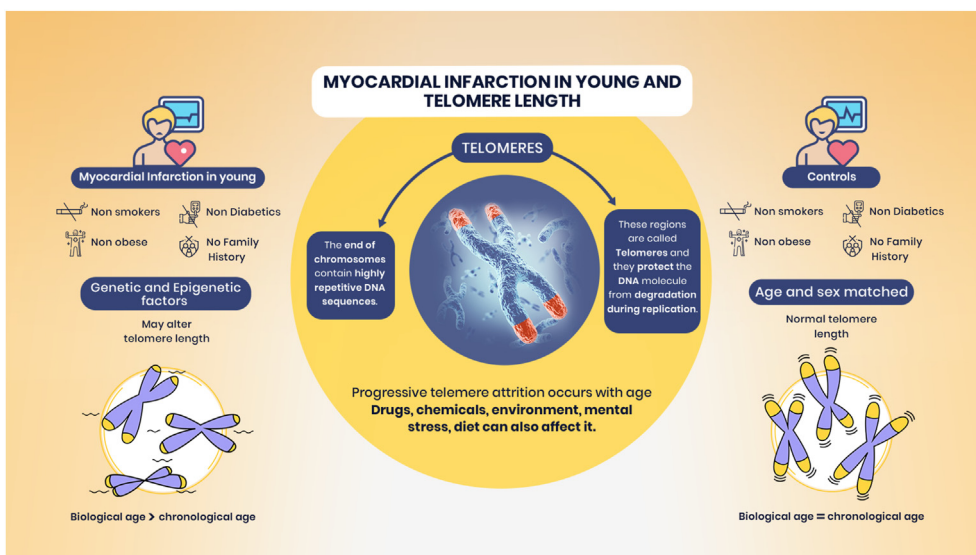 MYOCARDIAL INFARCTION IN YOUNG AND
TELOMERE LENGTH
Myocardial Infarction in young
Non smokers
Non Diabetics
Non obese
No Family
History
Genetic and Epigenetic
factors
May alter
telomere length
Biological age > chronological age
TELOMERES
The end of
chromosomes
contain highly
repetitive DNA
sequences.
These regions
are called
Telomeres and
they protect the
DNA molecule
from degradation
during replication.
Progressive telomere attrition occurs with age
Drugs, chemicals, environment, mental
stress, diet can also affect it.
Controls
Non smokers
Non Diabetics
Non obese
No Family
History
Age and sex matched
Normal telomere
length
Biological age = chronological age